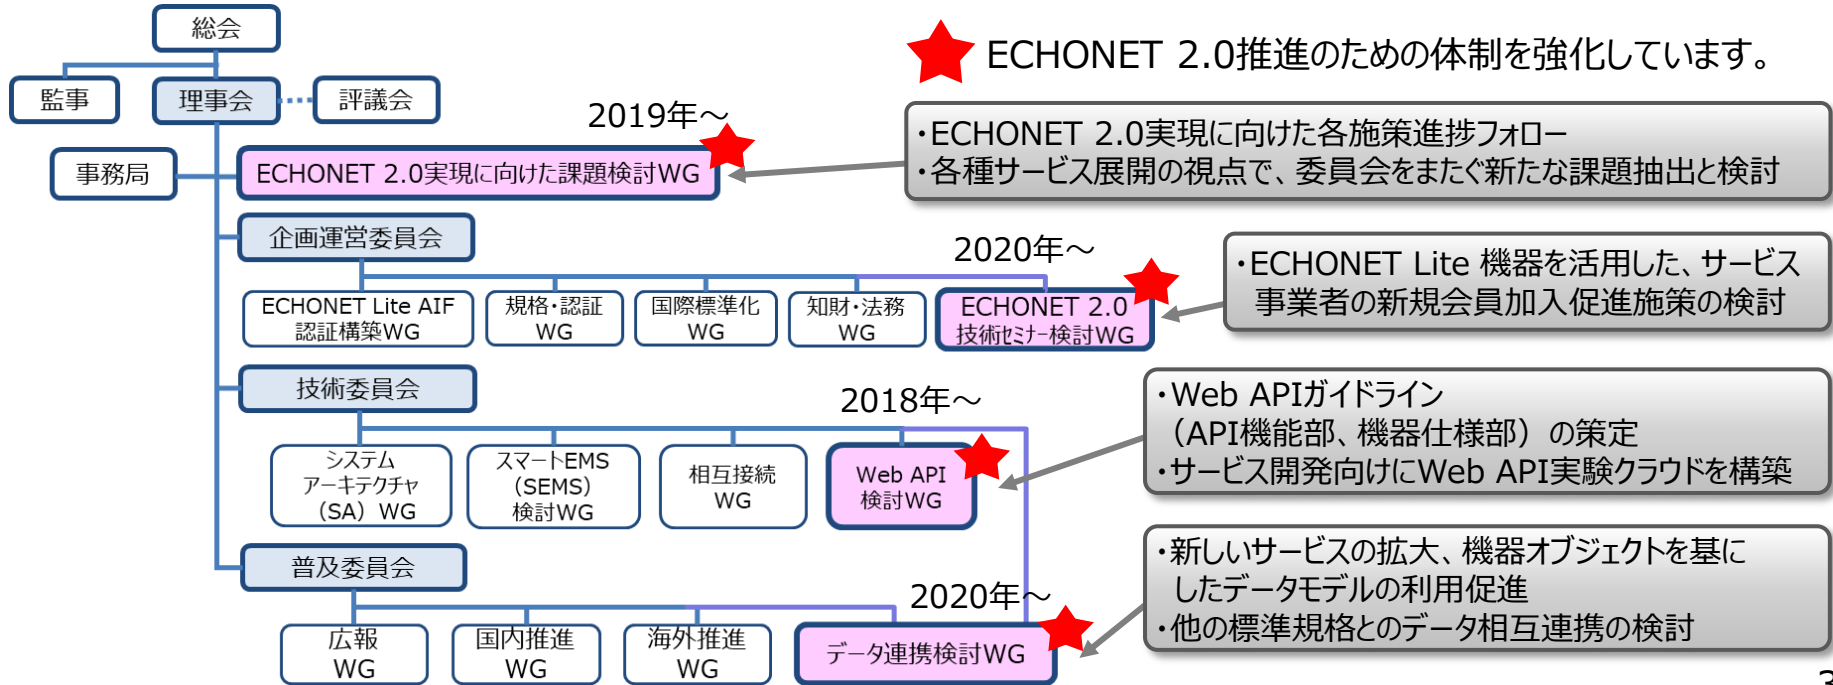 総会
★ECHONET 2.0推進のための体制を強化しています。
監事
理事会
評議会
2019年～
・ECHONET 2.0実現に向けた各施策進捗フォロー
・各種サービス展開の視点で、委員会をまたぐ新たな課題抽出と検討
事務局
ECHONET 2.0実現に向けた課題検討WG
企画運営委員会
2020年～
・ECHONET Lite 機器を活用した、サービス
事業者の新規会員加入促進施策の検討
ECHONET Lite AIF
認証構築WG
規格・認証
WG
国際標準化
WG
知財・法務
WG
ECHONET 2.0
技術ｾﾐﾅｰ検討WG
技術委員会
2018年～
・Web APIガイドライン
（API機能部、機器仕様部）の策定
・サービス開発向けにWeb API実験クラウドを構築
システム
アーキテクチャ
（SA）WG
スマートEMS
（SEMS）
検討WG
相互接続
WG
Web API
検討WG
普及委員会
2020年～
・新しいサービスの拡大、機器オブジェクトを基に
したデータモデルの利用促進
・他の標準規格とのデータ相互連携の検討
広報
WG
国内推進
WG
海外推進
WG
データ連携検討WG